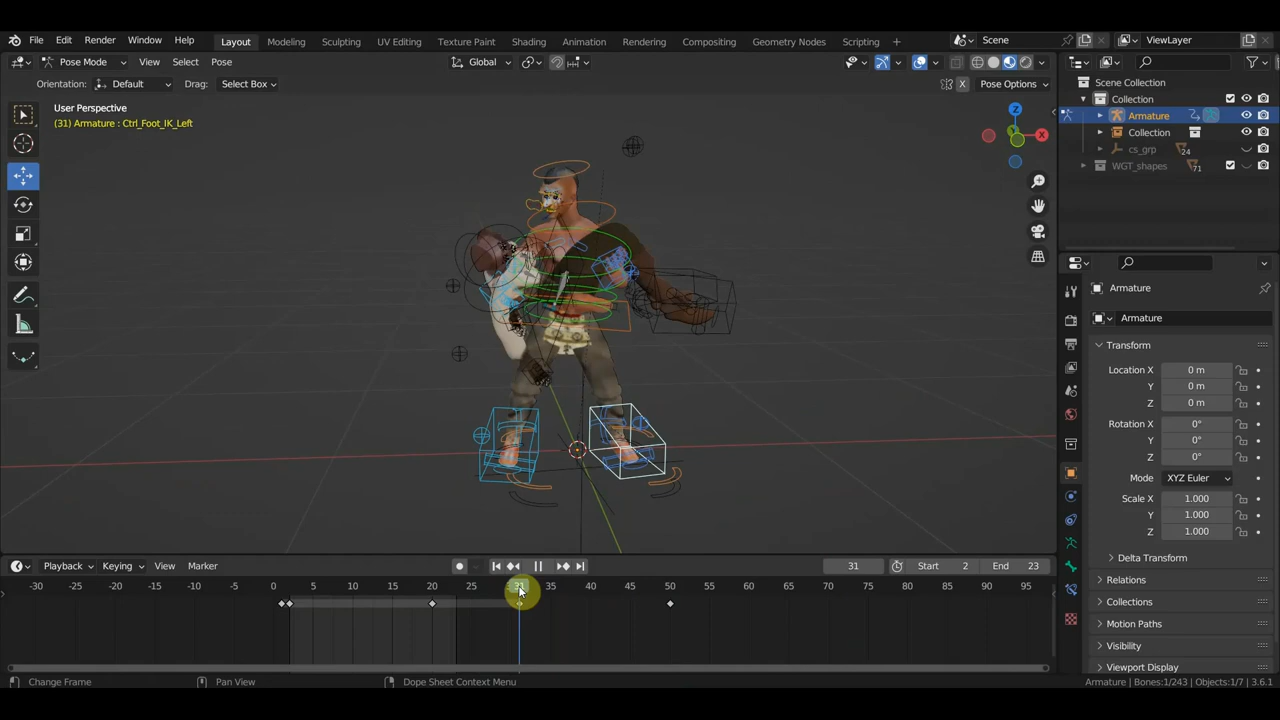 File Edit Render Window Help Layout Modeling Sculpting UV Editing Texture Paint Shading Animation Rendering Compositing Geometry Nodes Scripting + Scene ViewLayer
Pose Mode View Select Pose Global
Orientation: Default Drag: Select Box X Pose Options
User Perspective
(31) Armature : Ctrl_Foot_IK_Left
Z
X
Y
Scene Collection
Collection
Armature
Collection
cs_grp 24
WGT_shapes 71
Armature
Armature
Transform
Location X 0 m
Y 0 m
Z 0 m
Rotation X 0°
Y 0°
Z 0°
Mode XYZ Euler
Scale X 1.000
Y 1.000
Z 1.000
Delta Transform
Relations
Collections
Motion Paths
Visibility
Viewport Display
Playback Keying View Marker 31 Start 2 End 23
-30 -25 -20 -15 -10 -5 0 5 10 15 20 25 31 35 40 45 50 55 60 65 70 75 80 85 90 95
Change Frame Pan View Dope Sheet Context Menu Armature | Bones:1/243 | Objects:1/7 | 3.6.1